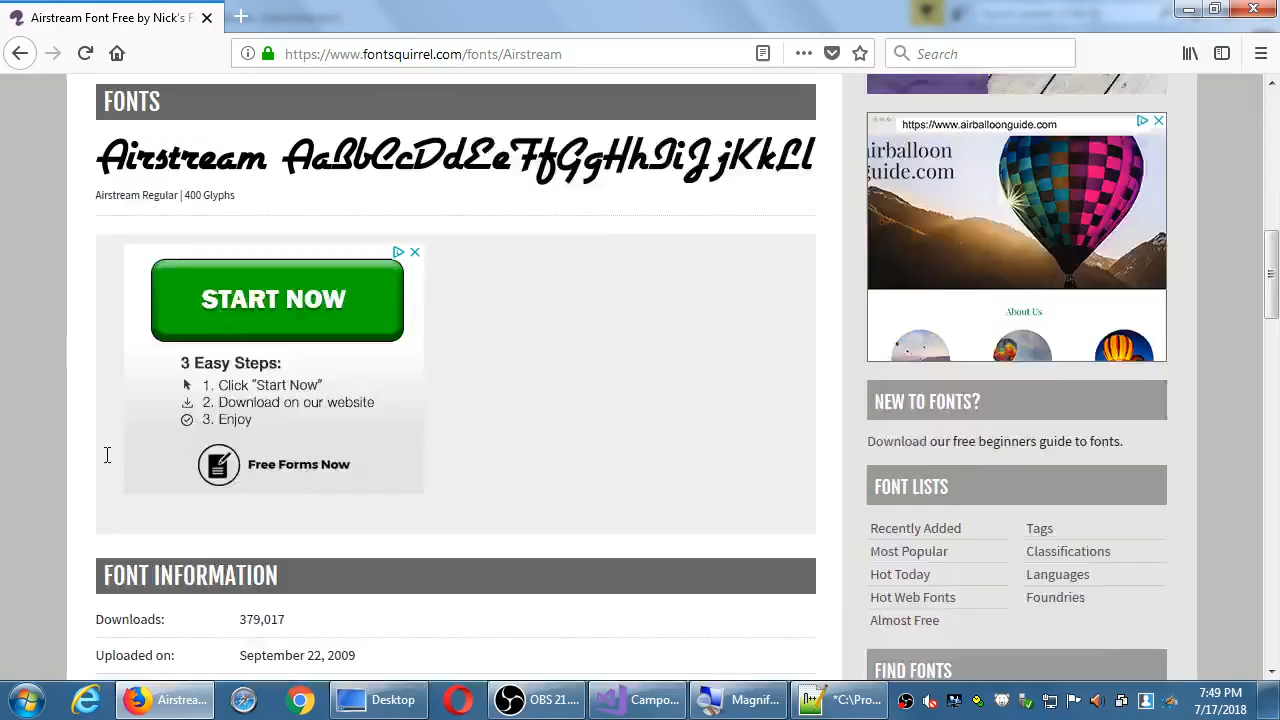 Airstream Font Free by Nick's F
https://www.fontsquirrel.com/fonts/Airstream
Search
FONTS
Airstream AaBbCcDdEeFfGgHhIiJjKkLl
Airstream Regular | 400 Glyphs
START NOW
3 Easy Steps:
1. Click "Start Now"
2. Download on our website
3. Enjoy
Free Forms Now
FONT INFORMATION
Downloads: 379,017
Uploaded on: September 22, 2009
https://www.airballoonguide.com
airballoon
guide.com
About Us
NEW TO FONTS?
Download our free beginners guide to fonts.
FONT LISTS
Recently Added Tags
Most Popular Classifications
Hot Today Languages
Hot Web Fonts Foundries
Almost Free
FIND FONTS
Airstrea...
Desktop
OBS 21....
Campo...
Magnif...
*C:\Pro...
7:49 PM
7/17/2018